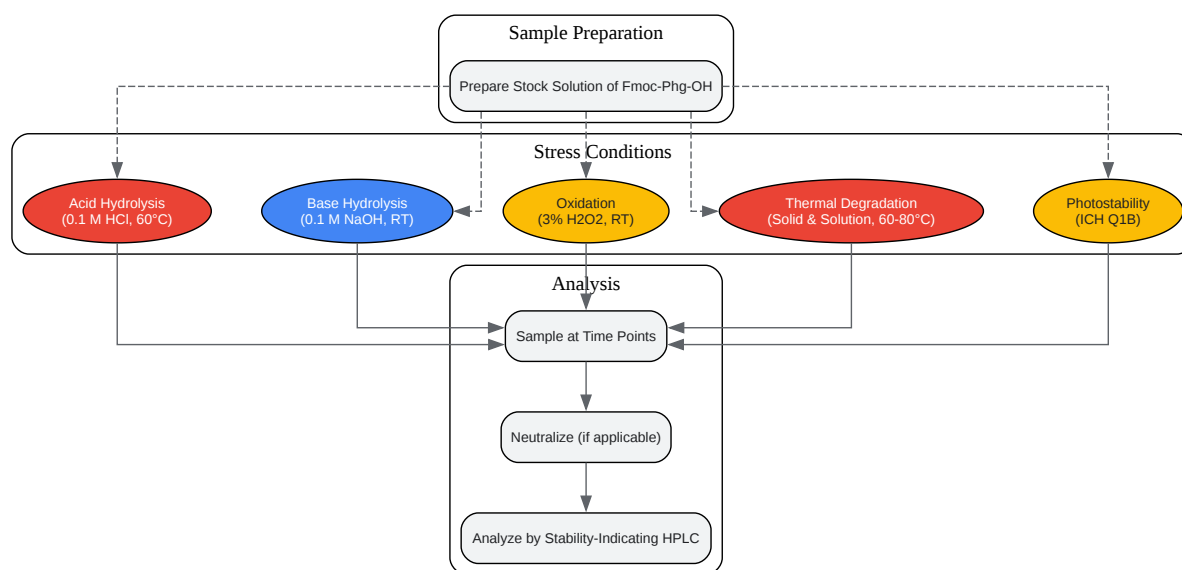 Sample Preparation
Prepare Stock Solution of Fmoc-Phg-OH
Stress Conditions
Acid Hydrolysis
(0.1 M HCl, 60°C)
Base Hydrolysis
(0.1 M NaOH, RT)
Oxidation
(3% H2O2, RT)
Thermal Degradation
(Solid & Solution, 60-80°C)
Photostability
(ICH Q1B)
Analysis
Sample at Time Points
Neutralize (if applicable)
Analyze by Stability-Indicating HPLC